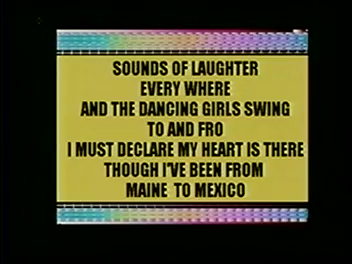 SOUNDS OF LAUGHTER
EVERY WHERE
AND THE DANCING GIRLS SWING
TO AND FRO
I MUST DECLARE MY HEART IS THERE
THOUGH I'VE BEEN FROM
MAINE TO MEXICO